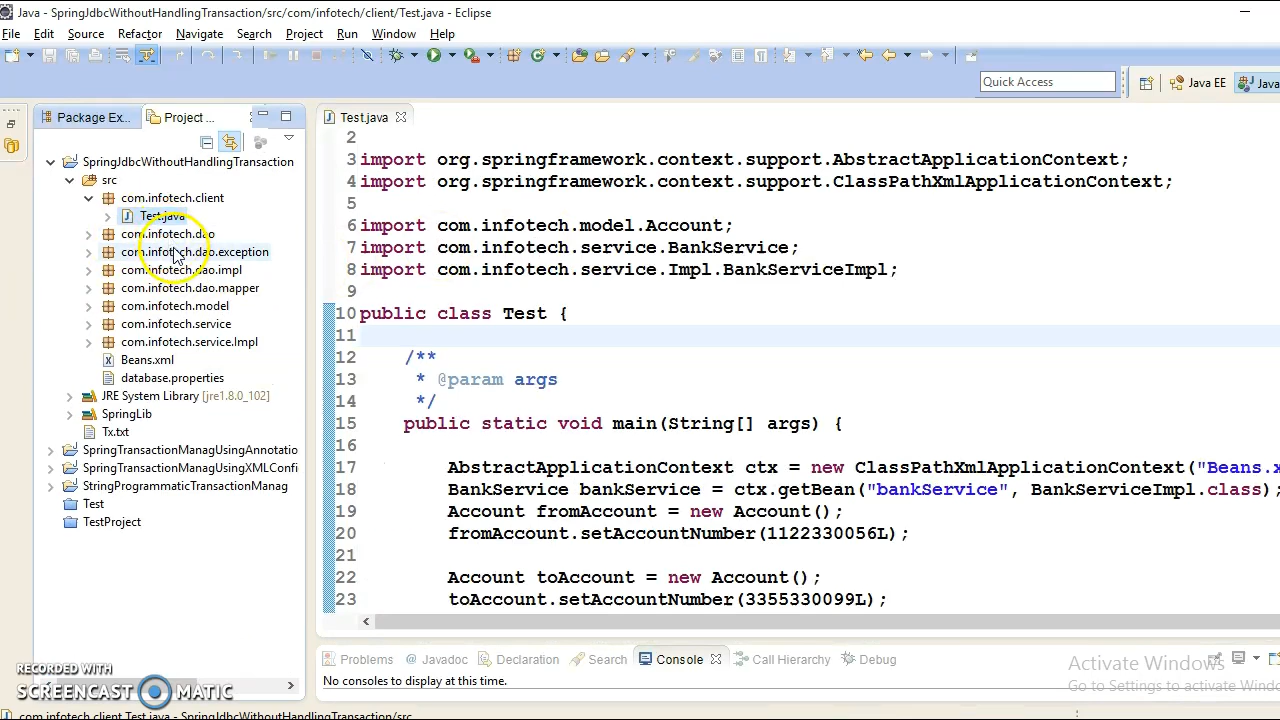 Java - SpringJdbcWithoutHandlingTransaction/src/com/infotech/client/Test.java - Eclipse
File Edit Source Refactor Navigate Search Project Run Window Help
Quick Access
Java EE
Java
Package Ex...
Project ...
SpringJdbcWithoutHandlingTransaction
src
com.infotech.client
Test.java
com.infotech.dao
com.infotech.dao.exception
com.infotech.dao.impl
com.infotech.dao.mapper
com.infotech.model
com.infotech.service
com.infotech.service.Impl
Beans.xml
database.properties
JRE System Library [jre1.8.0_102]
SpringLib
Tx.txt
SpringTransactionManagUsingAnnotatio
SpringTransactionManagUsingXMLConfi
StringProgrammaticTransactionManag
Test
TestProject
Test.java
2
3 import org.springframework.context.support.AbstractApplicationContext;
4 import org.springframework.context.support.ClassPathXmlApplicationContext;
5
6 import com.infotech.model.Account;
7 import com.infotech.service.BankService;
8 import com.infotech.service.Impl.BankServiceImpl;
9
10 public class Test {
11
12 /**
13 * @param args
14 */
15 public static void main(String[] args) {
16
17 AbstractApplicationContext ctx = new ClassPathXmlApplicationContext("Beans.x
18 BankService bankService = ctx.getBean("bankService", BankServiceImpl.class);
19 Account fromAccount = new Account();
20 fromAccount.setAccountNumber(1122330056L);
21
22 Account toAccount = new Account();
23 toAccount.setAccountNumber(3355330099L);
Problems @ Javadoc Declaration Search Console Call Hierarchy Debug
No consoles to display at this time.
Activate Windows
Go to Settings to activate Win
RECORDED WITH
SCREENCAST MATIC
com.infotech.client.Test.java - SpringJdbcWithoutHandlingTransaction/src